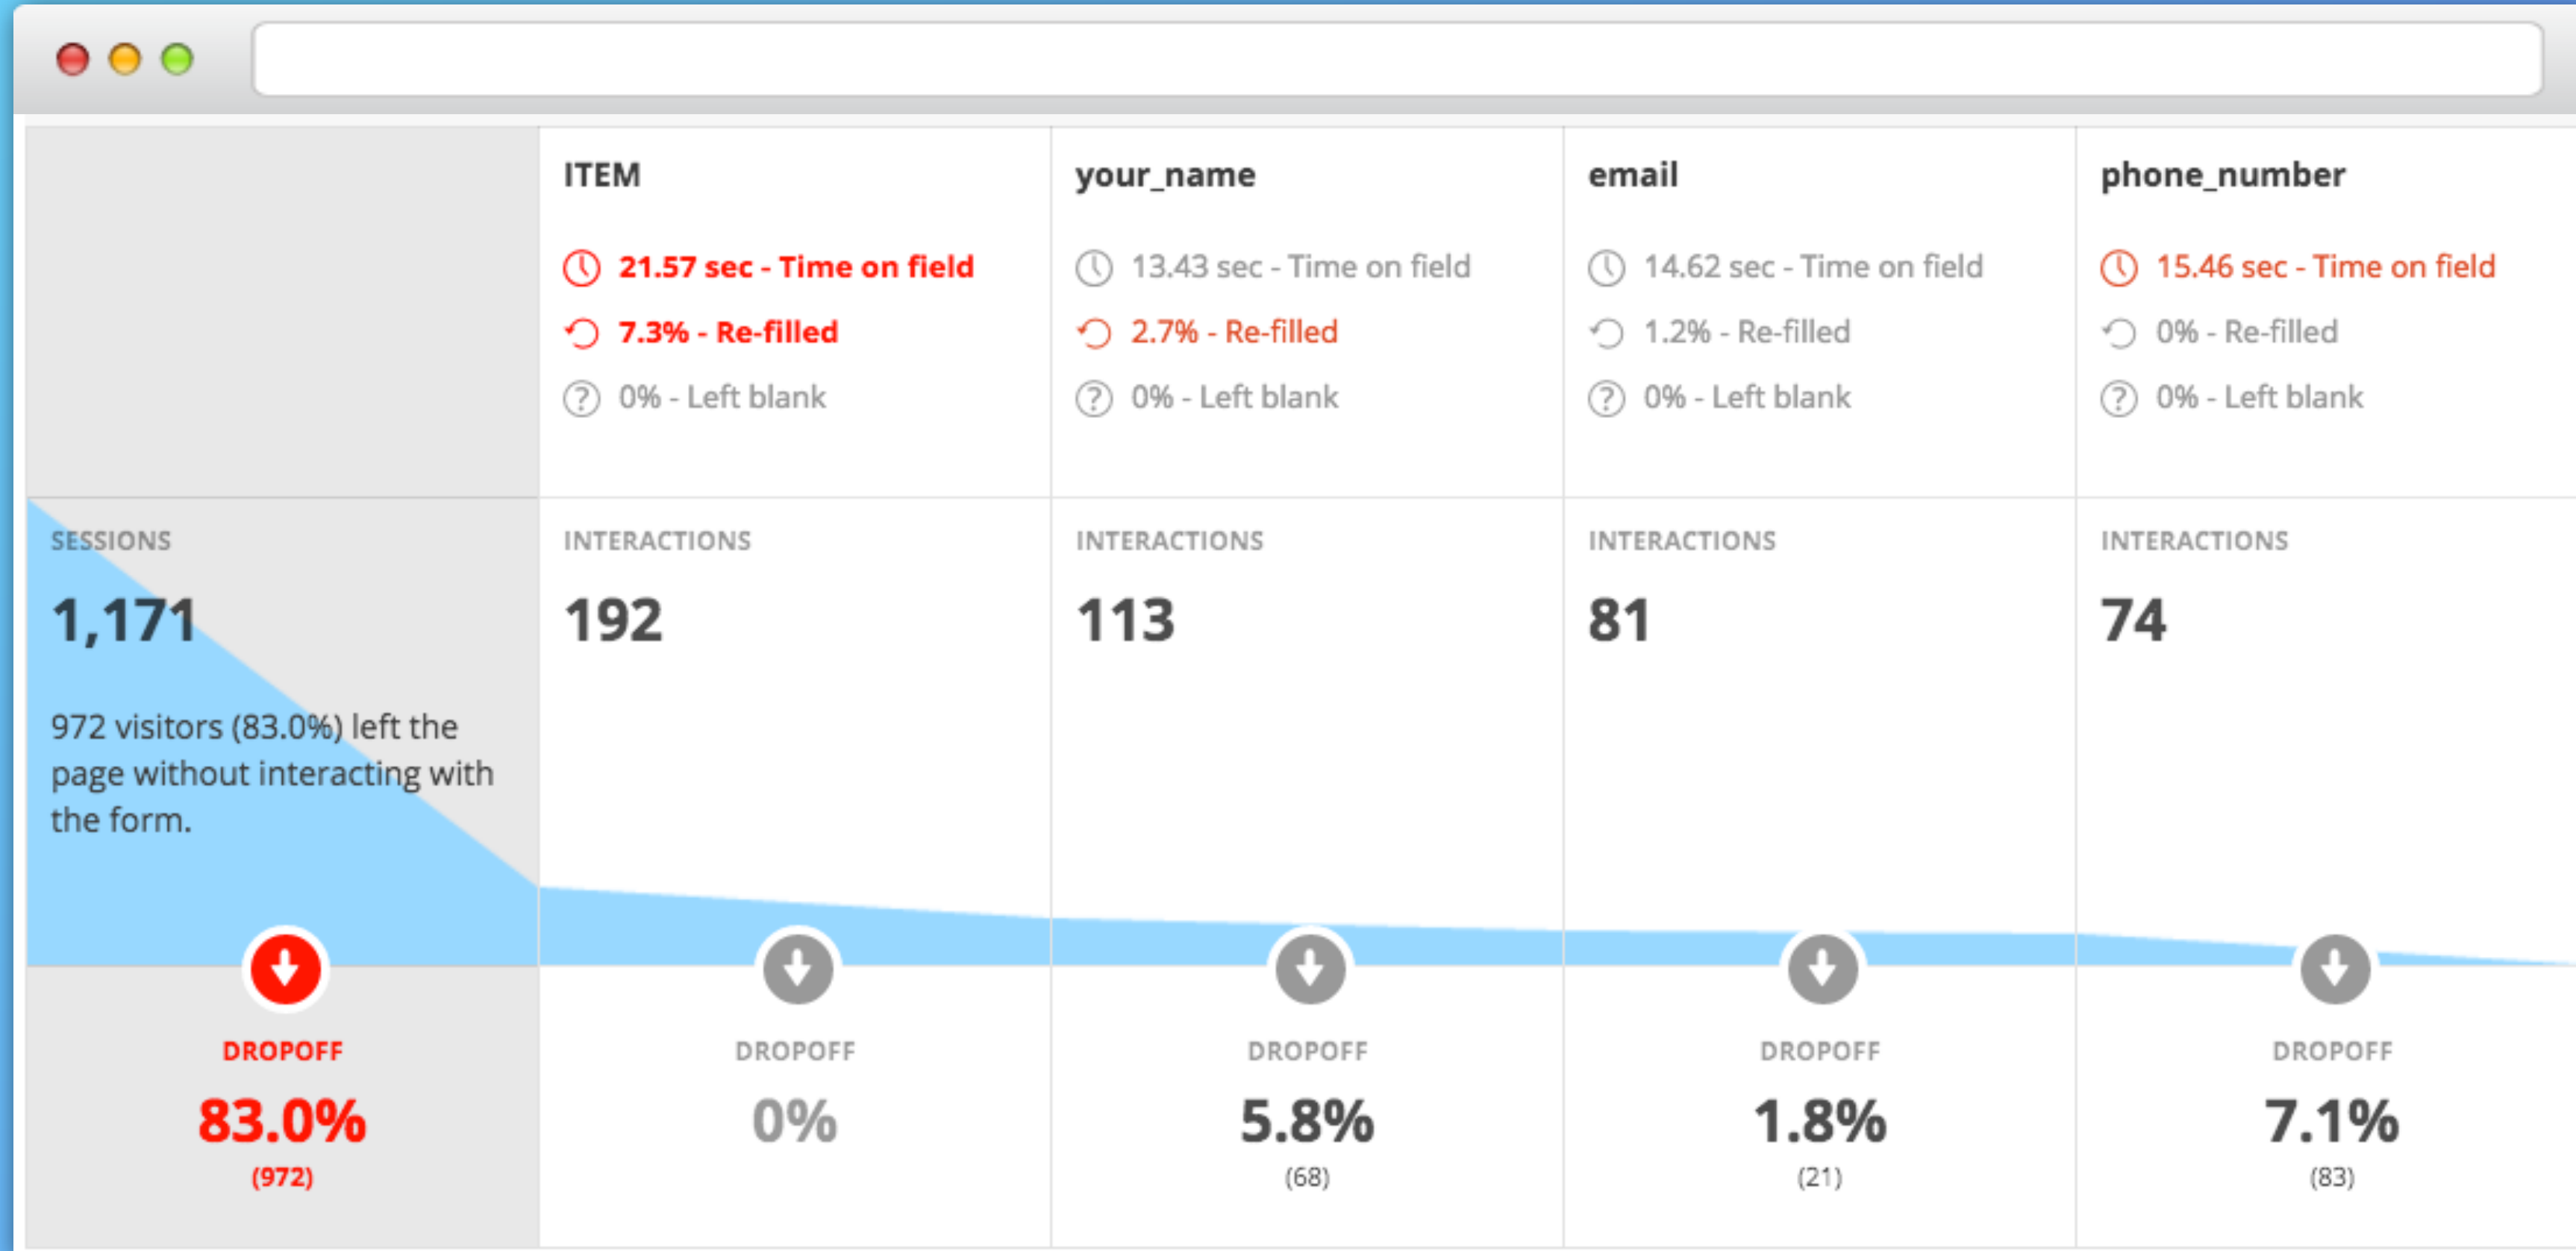 ITEM
21.57 sec - Time on field
7.3% - Re-filled
0% - Left blank
your_name
13.43 sec - Time on field
2.7% - Re-filled
0% - Left blank
email
14.62 sec - Time on field
1.2% - Re-filled
0% - Left blank
phone_number
15.46 sec - Time on field
0% - Re-filled
0% - Left blank
SESSIONS
1,171
972 visitors (83.0%) left the
page without interacting with
the form.
INTERACTIONS
192
INTERACTIONS
113
INTERACTIONS
81
INTERACTIONS
74
DROPOFF
83.0%
(972)
DROPOFF
0%
DROPOFF
5.8%
(68)
DROPOFF
1.8%
(21)
DROPOFF
7.1%
(83)